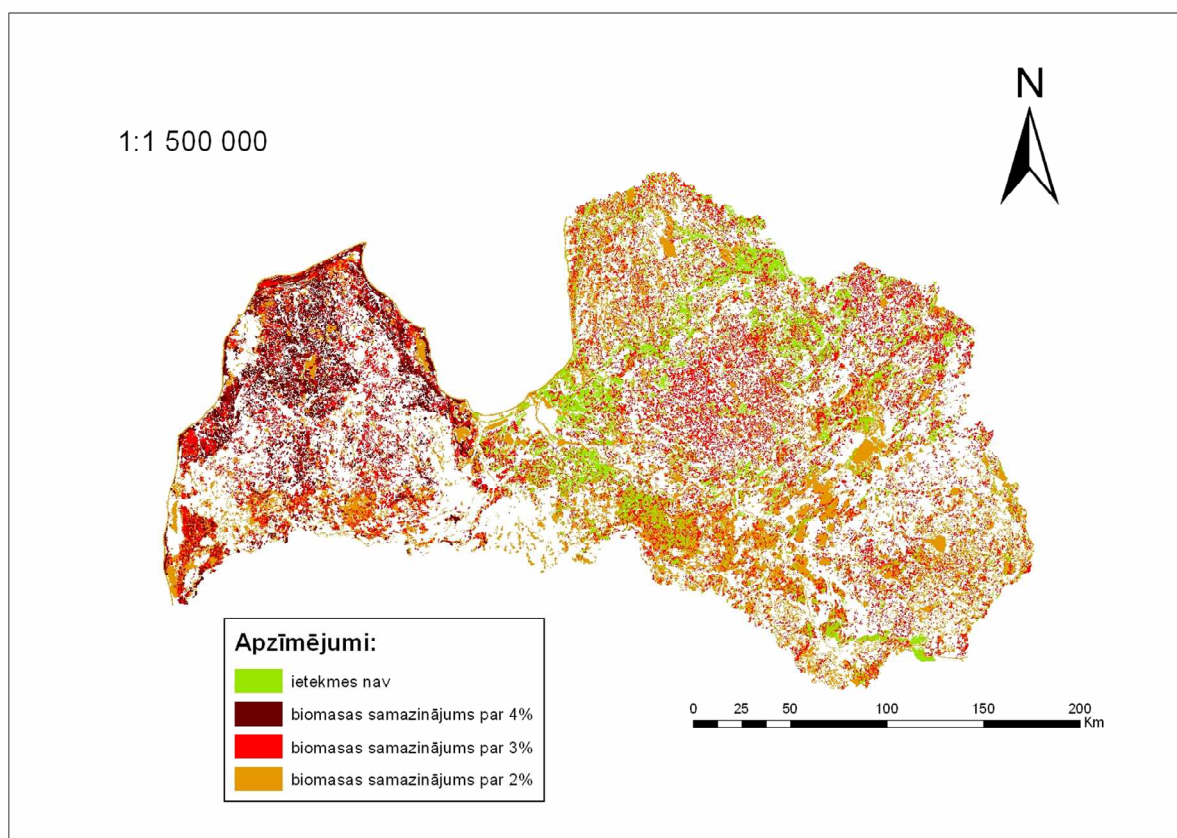 N
1:1 500 000
Apzīmējumi:
ietekmes nav
biomasas samazinājums par 4%
biomasas samazinājums par 3%
biomasas samazinājums par 2%
0 25 50 100 150 200
Km